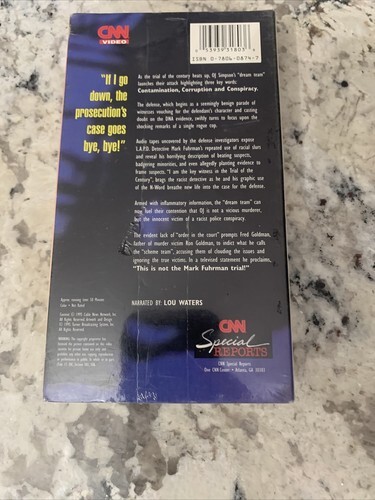 CNN
VIDEO
ISBN 0-7806-0874-7
"If I go
down, the
prosecution's
case goes
bye, bye!"
As the trial of the century heats up, OJ Simpson's "dream team"
launches their attack highlighting three key words:
Contamination, Corruption and Conspiracy.
The defense, which begins as a seemingly benign parade of
witnesses vouching for the defendant's character and casting
doubt on the DNA evidence, swiftly turns to focus upon the
shocking remarks of a single rogue cop.
Audio tapes uncovered by the defense investigators expose
L.A.P.D. Detective Mark Fuhrman's repeated use of racial slurs
and reveal his horrifying description of beating suspects,
badgering minorities, and even allegedly planting evidence to
frame suspects. "I am the key witness in the Trial of the
Century", brags the racist detective as he and his graphic use
of the N-Word breathe new life into the case for the defense.
Armed with inflammatory information, the "dream team" can
now fuel their contention that OJ is not a vicious murderer,
but the innocent victim of a racist police conspiracy.
The evident lack of "order in the court" prompts Fred Goldman,
father of murder victim Ron Goldman, to indict what he calls
the "scheme team", accusing them of clouding the issues and
ignoring the true victims. In a televised statement he proclaims,
"This is not the Mark Fuhrman trial!"
NARRATED BY: LOU WATERS
CNN
Special
REPORTS
CNN Special Reports
One CNN Center • Atlanta, GA 30303